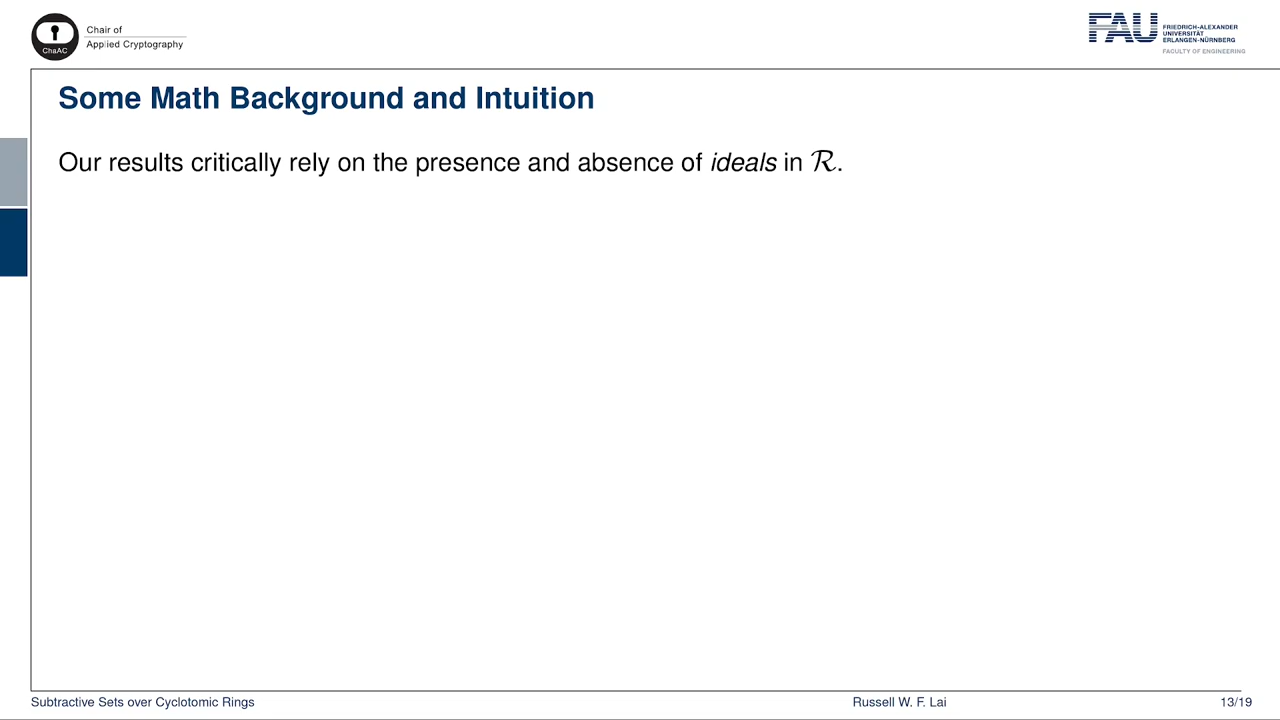 Chair of
Applied Cryptography
ChaAC
FAU
FRIEDRICH-ALEXANDER
UNIVERSITÄT
ERLANGEN-NÜRNBERG
FACULTY OF ENGINEERING
Some Math Background and Intuition
Our results critically rely on the presence and absence of ideals in ℛ.
Subtractive Sets over Cyclotomic Rings
Russell W. F. Lai
13/19